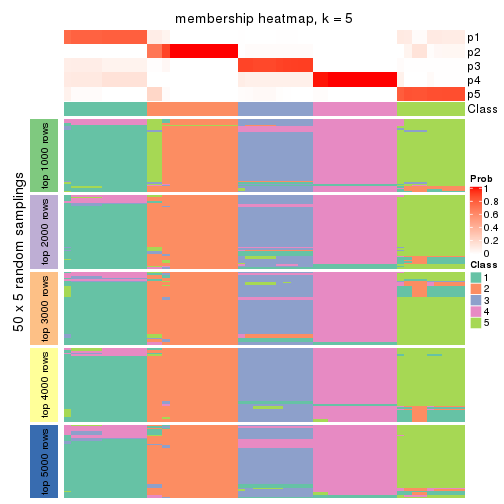 membership heatmap, k = 5
p1
p2
p3
p4
p5
Class
50 x 5 random samplings
top 1000 rows
top 2000 rows
top 3000 rows
top 4000 rows
top 5000 rows
Prob
1
0.8
0.6
0.4
0.2
0
Class
1
2
3
4
5